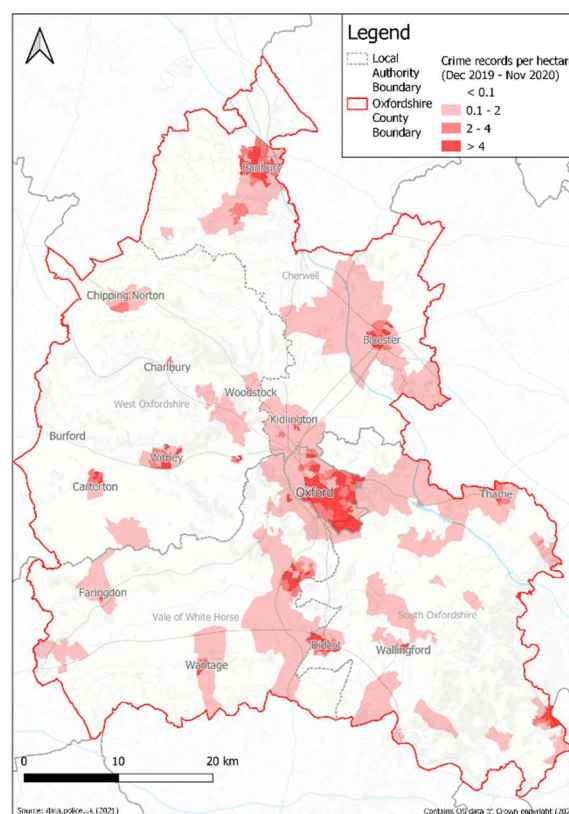 Legend
Local
Authority
Boundary
Oxfordshire
County
Boundary
Crime records per hectar
(Dec 2019 - Nov 2020)
< 0.1
0.1 - 2
2 - 4
> 4
Banbury
Cherwell
Chipping Norton
Bicester
Charlbury
Woodstock
West Oxfordshire
Kidlington
Burford
Witney
Carterton
Oxford
Thame
Faringdon
Vale of White Horse
South Oxfordshire
Didcot
Wallingford
Wantage
0 10 20 km
Source: data.police.uk (2021)
Contains OS data © Crown copyright (202